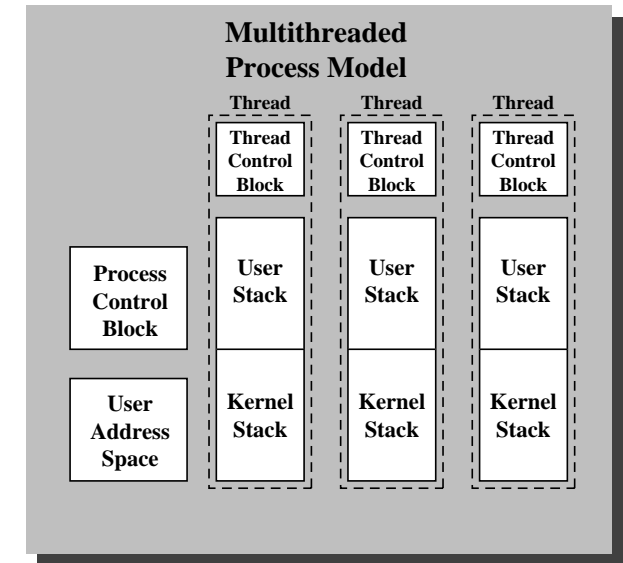 Multithreaded
Process Model
Thread
Thread
Thread
Thread
Control
Block
Thread
Control
Block
Thread
Control
Block
Process
Control
Block
User
Stack
User
Stack
User
Stack
User
Address
Space
Kernel
Stack
Kernel
Stack
Kernel
Stack